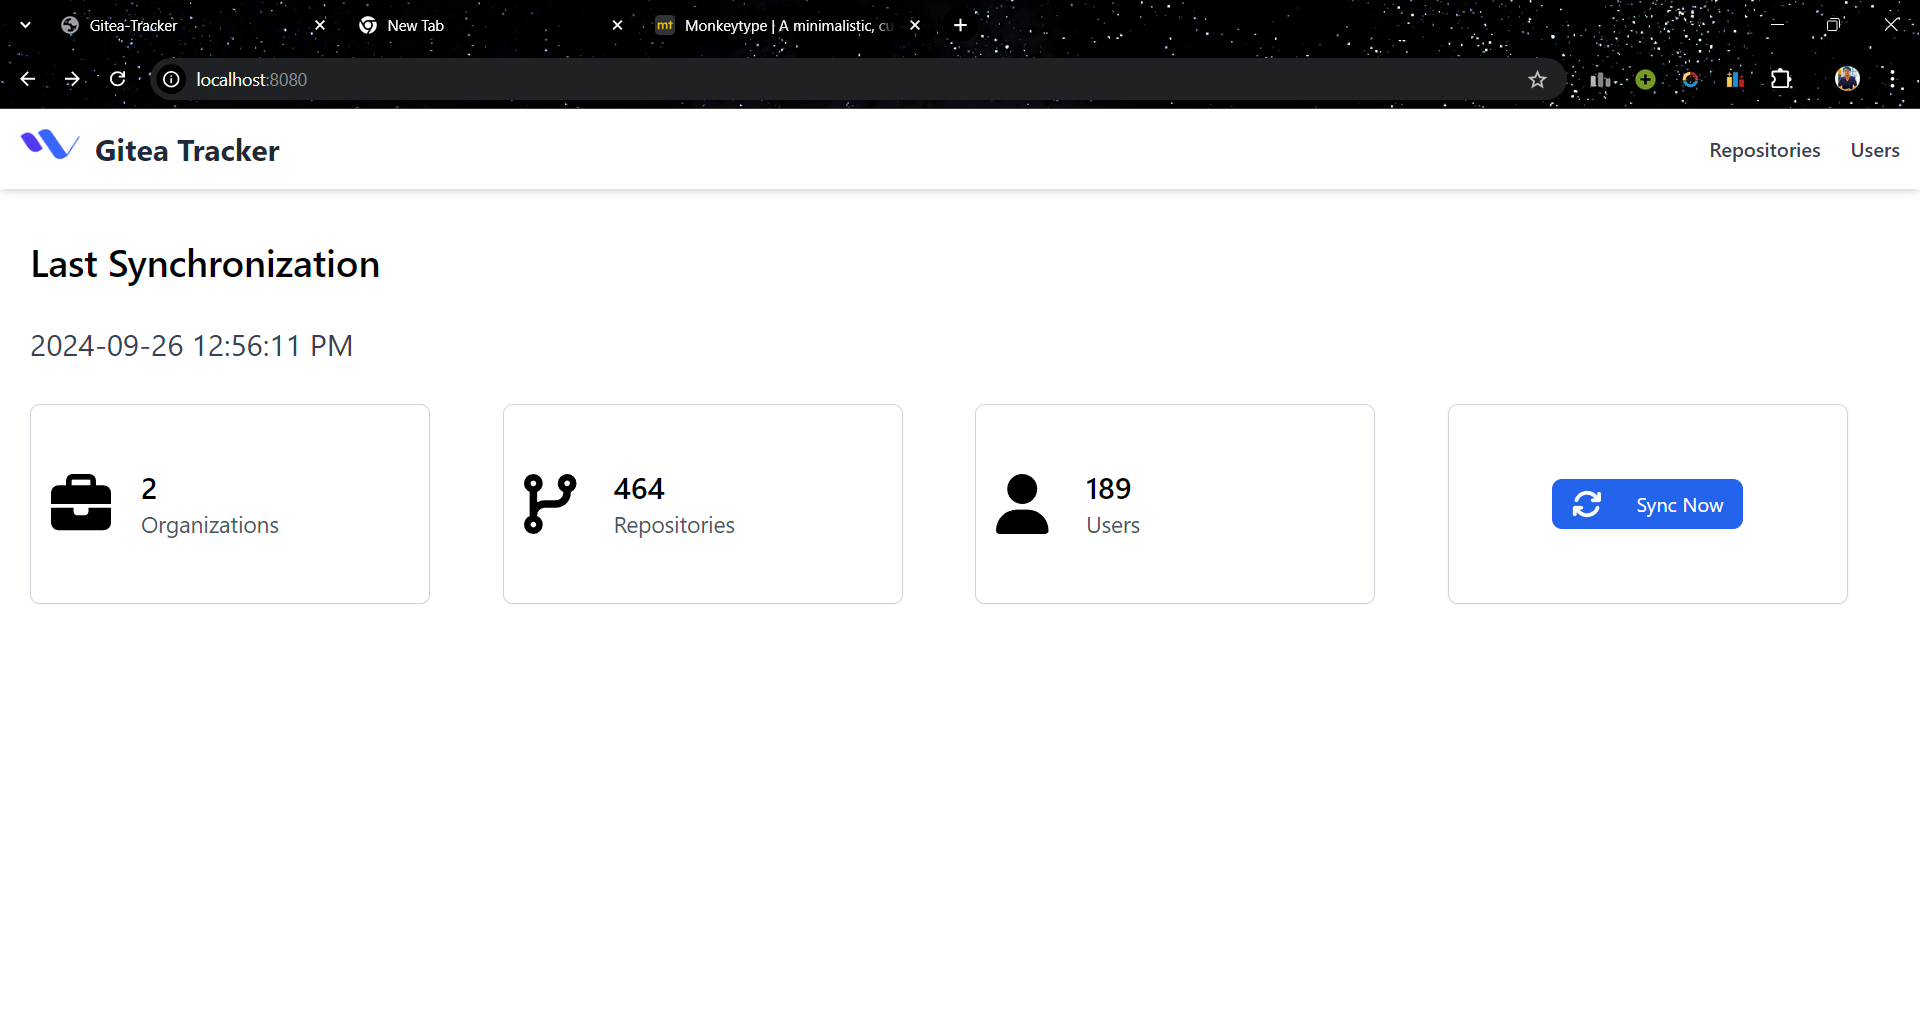 Gitea-Tracker
New Tab
mt Monkeytype | A minimalistic, cu
localhost:8080
Gitea Tracker
Repositories
Users
Last Synchronization
2024-09-26 12:56:11 PM
2
Organizations
464
Repositories
189
Users
Sync Now